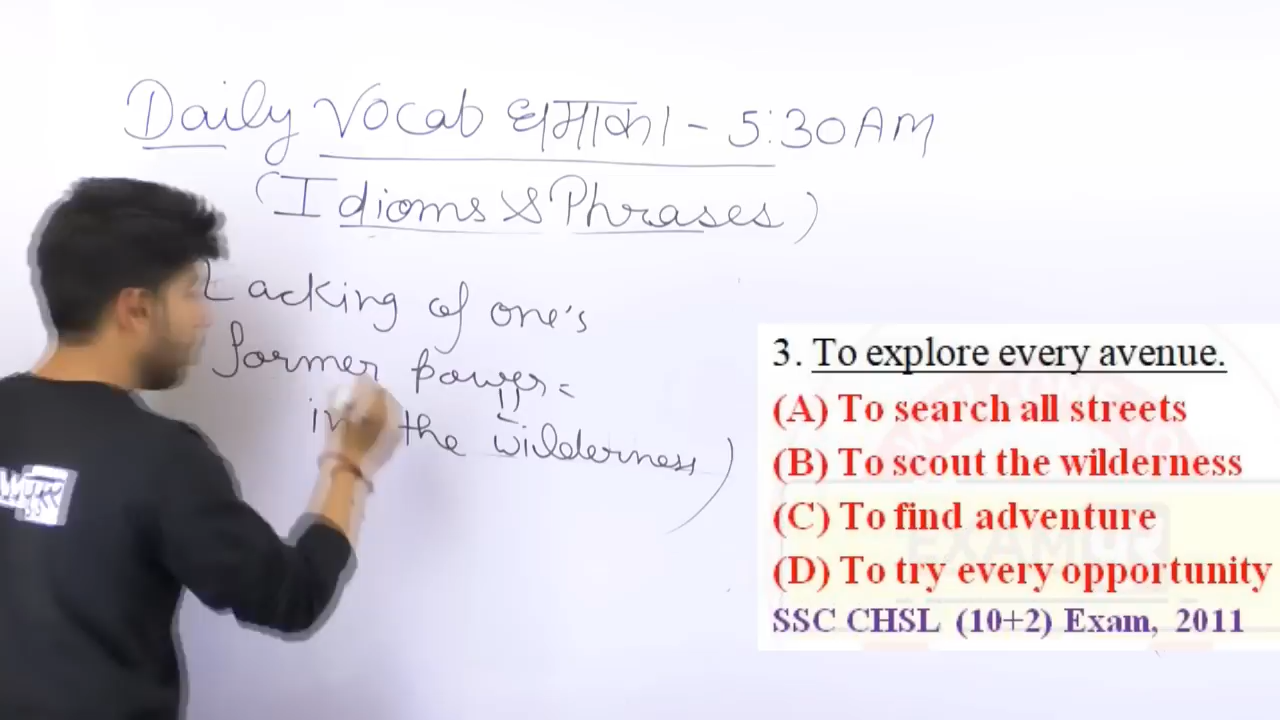 Daily Vocab धमाका - 5:30AM
(Idioms & Phrases)
Lacking of one's
former power =
in the wilderness)
3. To explore every avenue.
(A) To search all streets
(B) To scout the wilderness
(C) To find adventure
(D) To try every opportunity
SSC CHSL (10+2) Exam, 2011